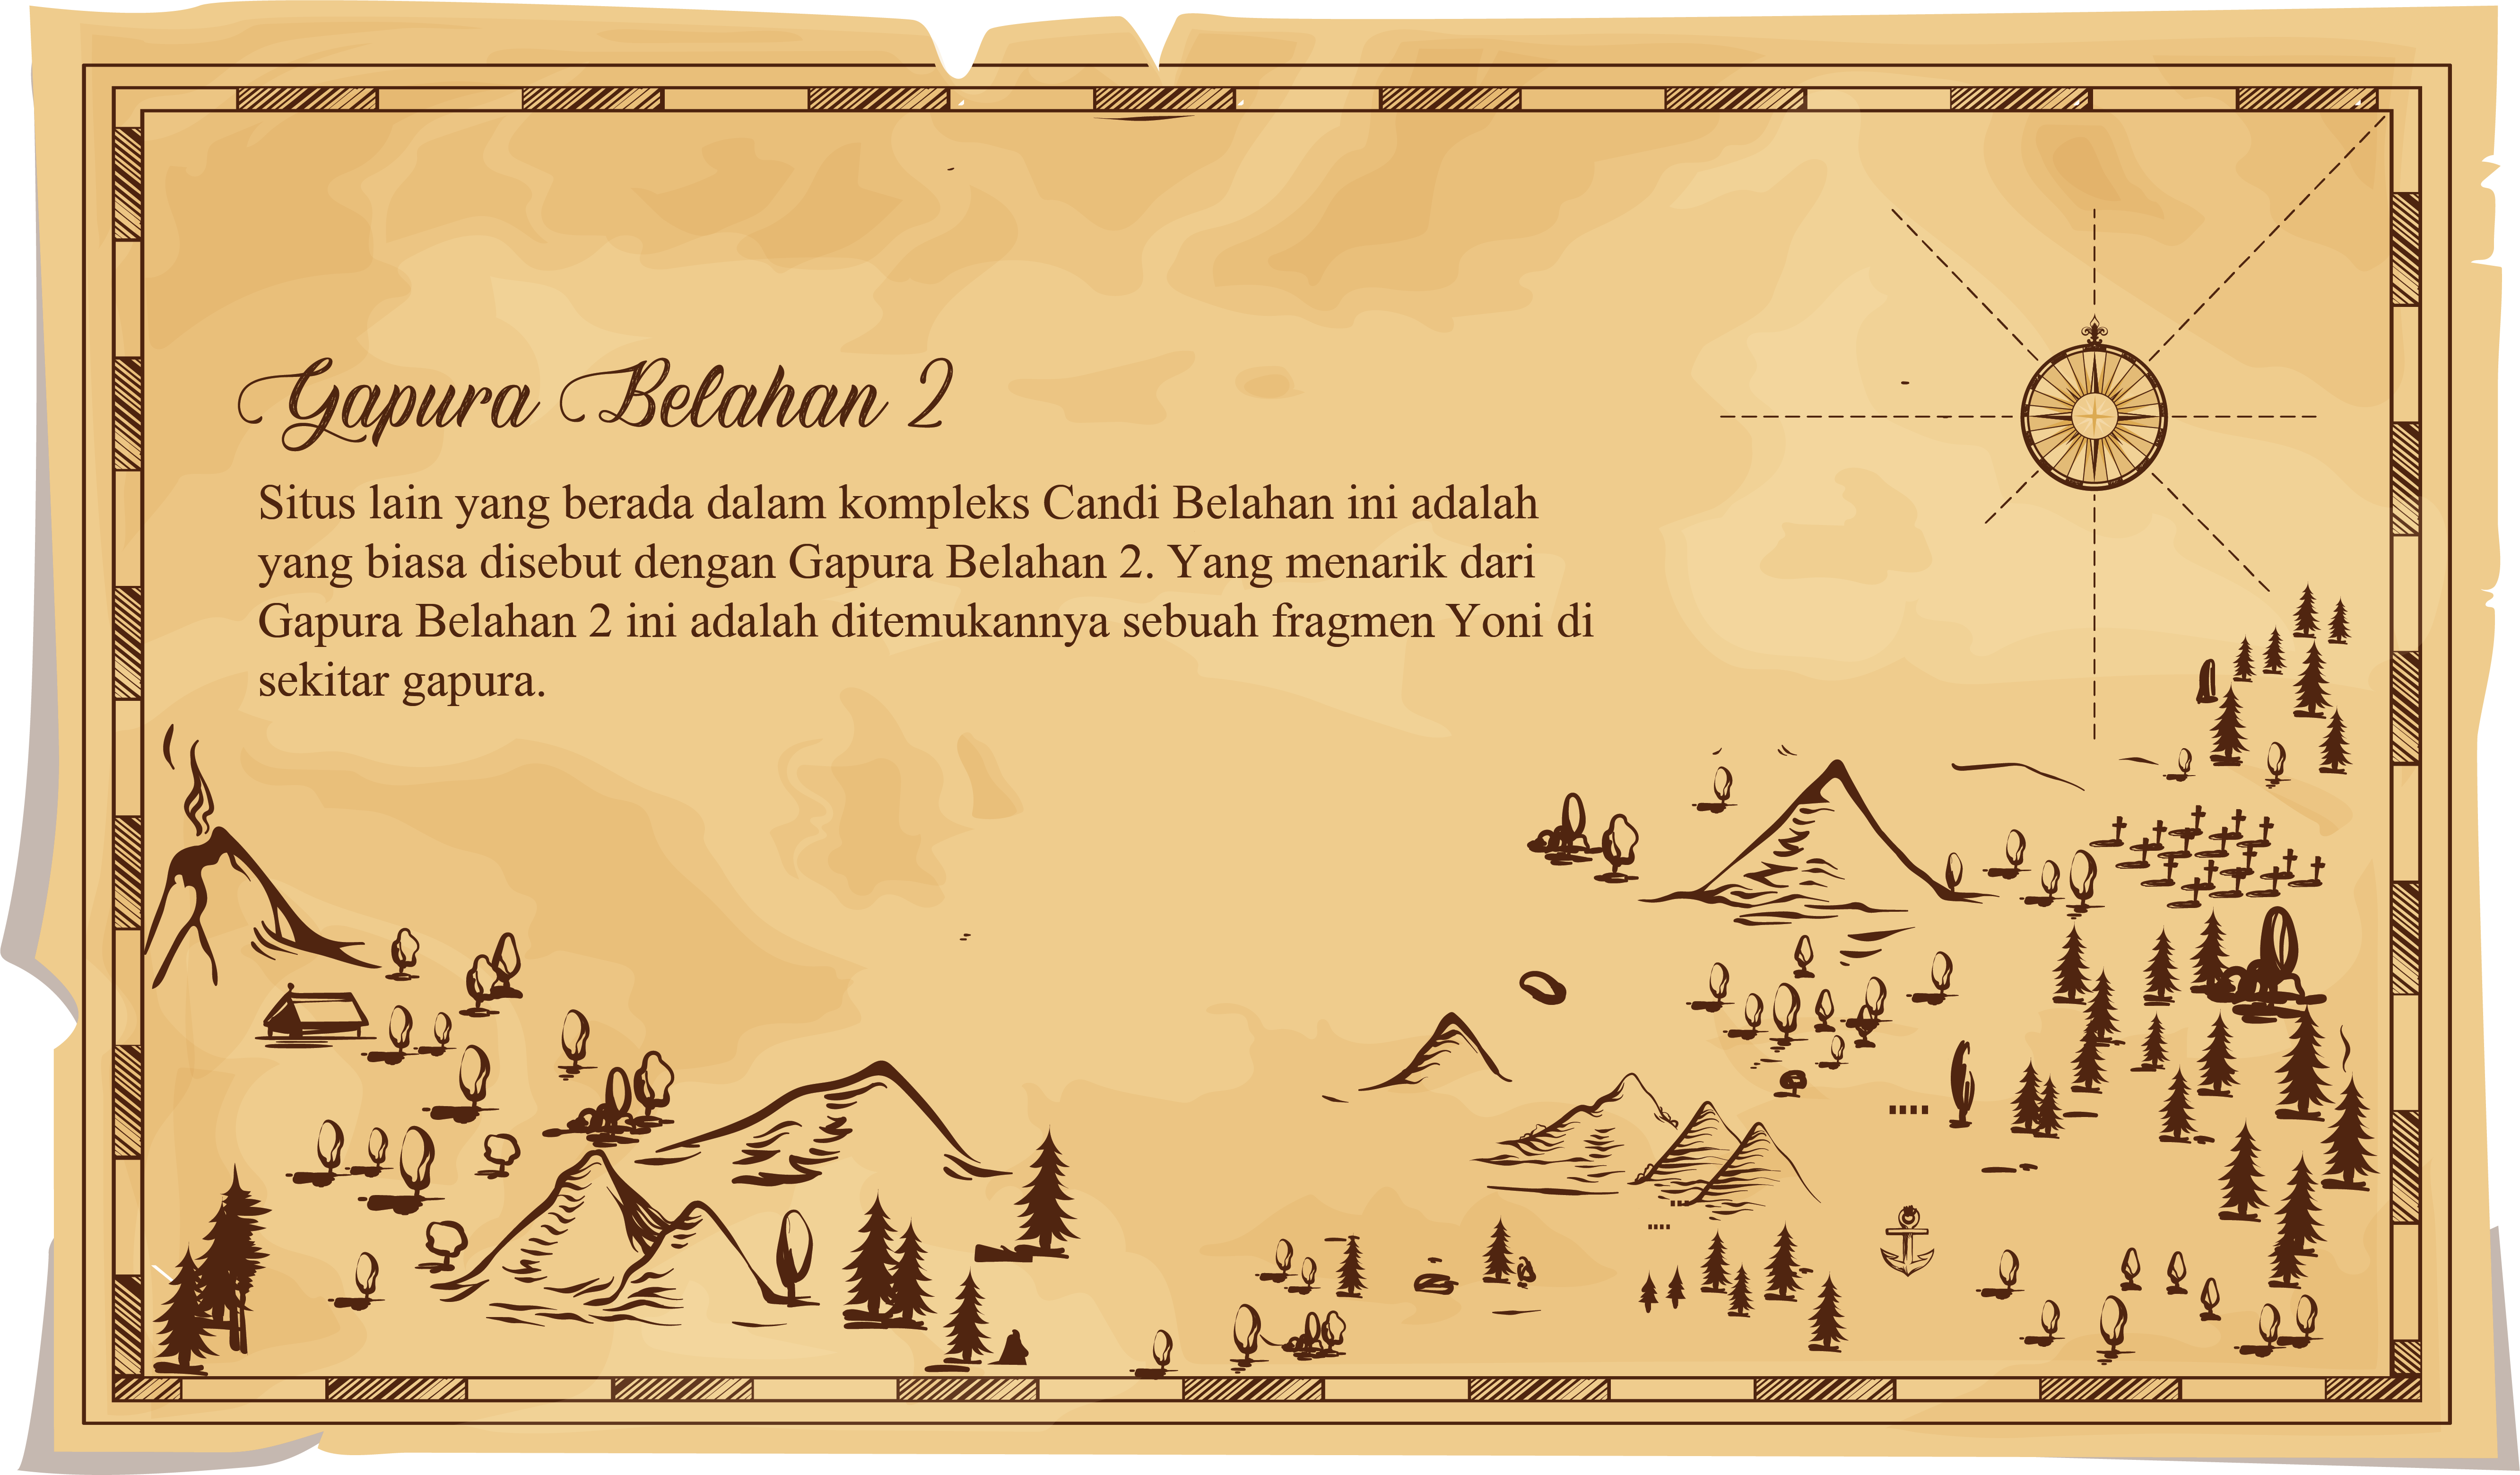 Gapura Belahan 2
Situs lain yang berada dalam kompleks Candi Belahan ini adalah
yang biasa disebut dengan Gapura Belahan 2. Yang menarik dari
Gapura Belahan 2 ini adalah ditemukannya sebuah fragmen Yoni di
sekitar gapura.